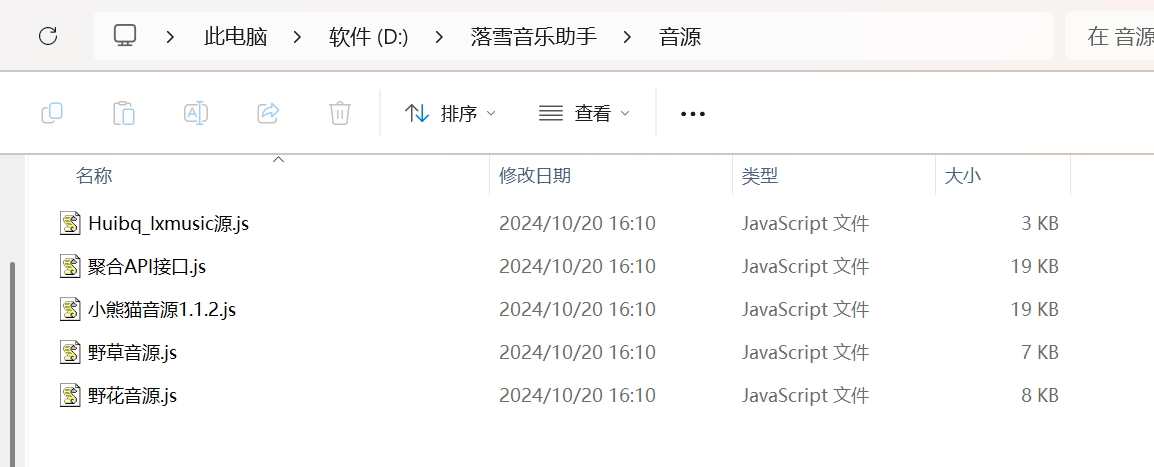 此电脑 软件 (D:) 落雪音乐助手 音源 在 音源
排序 查看
名称 修改日期 类型 大小
Huibq_lxmusic源.js 2024/10/20 16:10 JavaScript 文件 3 KB
聚合API接口.js 2024/10/20 16:10 JavaScript 文件 19 KB
小熊猫音源1.1.2.js 2024/10/20 16:10 JavaScript 文件 19 KB
野草音源.js 2024/10/20 16:10 JavaScript 文件 7 KB
野花音源.js 2024/10/20 16:10 JavaScript 文件 8 KB